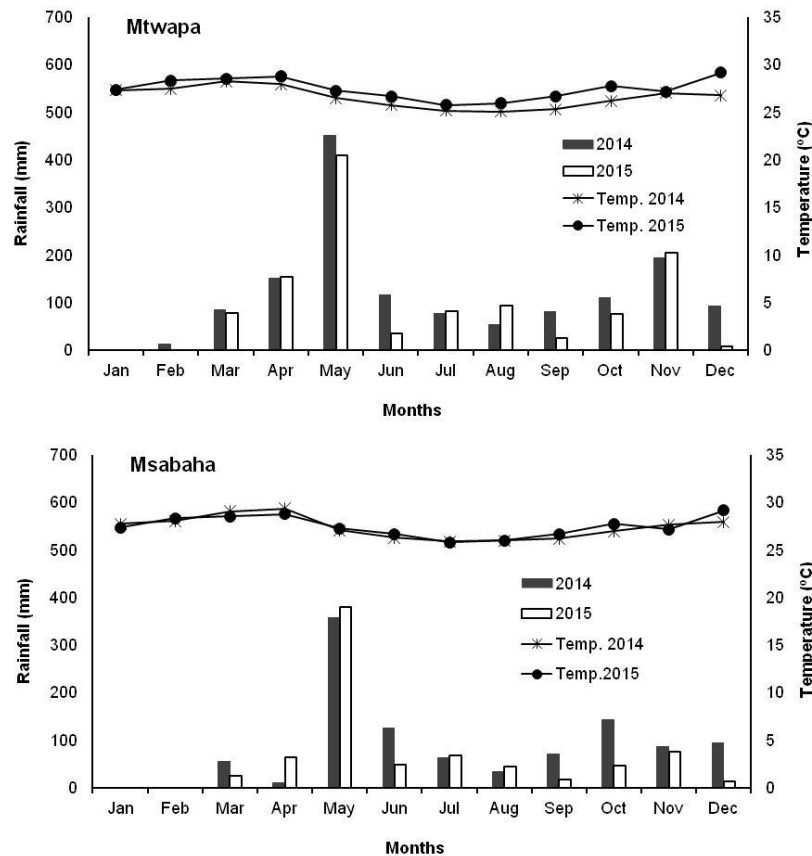 Mtwapa
Rainfall (mm)
700
600
500
400
300
200
100
0
35
30
25
20
15
10
5
0
Temperature (ºC)
2014
2015
Temp. 2014
Temp. 2015
Jan Feb Mar Apr May Jun Jul Aug Sep Oct Nov Dec
Months
Msabaha
Rainfall (mm)
700
600
500
400
300
200
100
0
35
30
25
20
15
10
5
0
Temperature (ºC)
2014
2015
Temp. 2014
Temp.2015
Jan Feb Mar Apr May Jun Jul Aug Sep Oct Nov Dec
Months